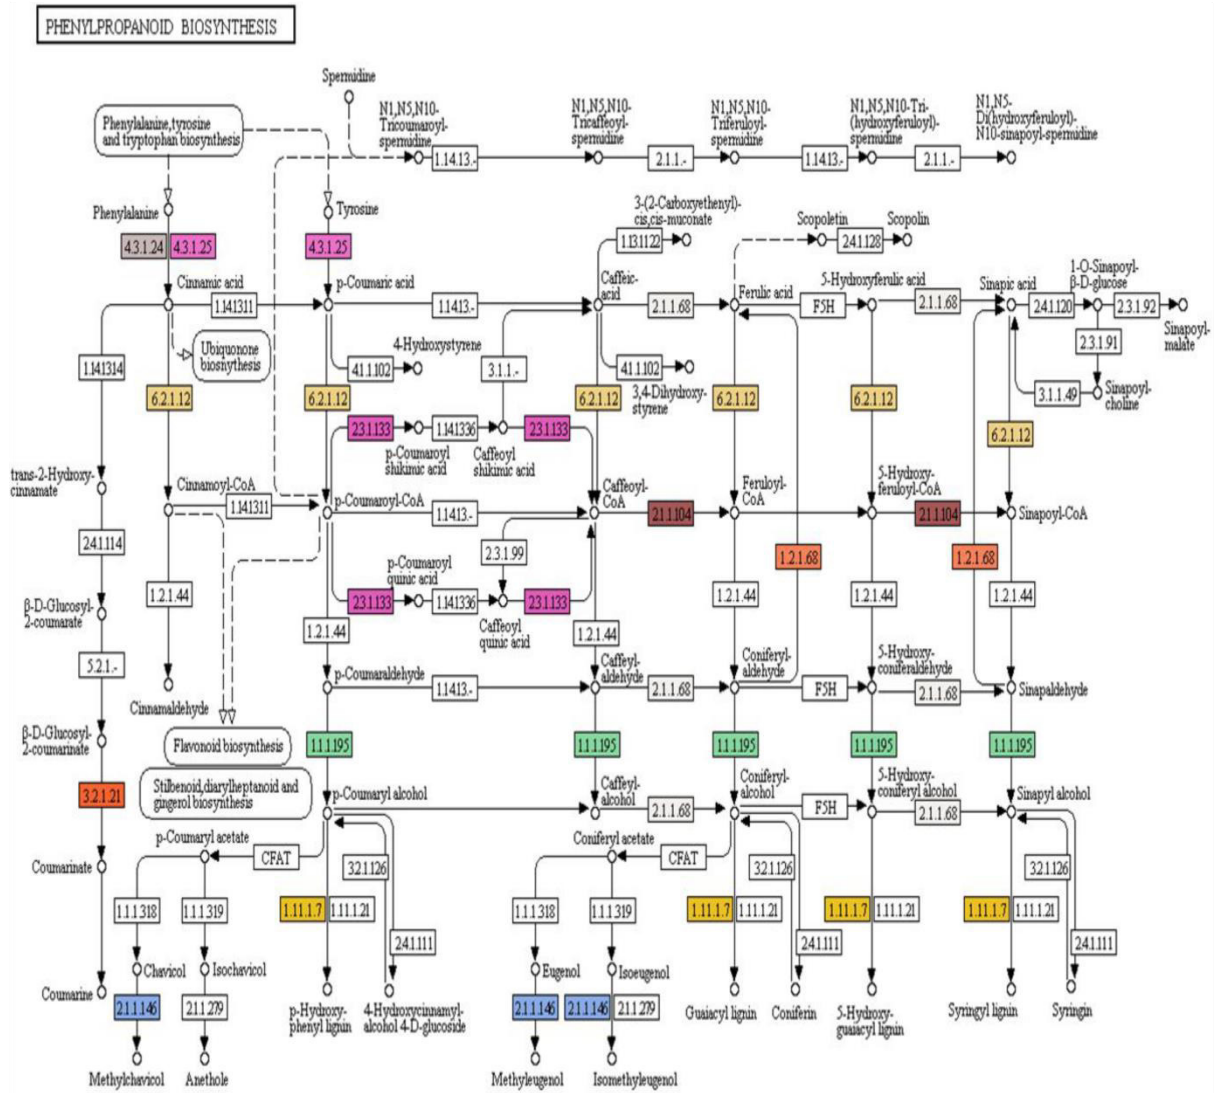 PHENYLPROPANOID BIOSYNTHESIS
Spermidine
Phenylalanine,tyrosine
and tryptophan biosynthesis
N1,N5,N10-
Tricoumaroyl-
spermidine
N1,N5,N10-
Tricaffeoyl-
spermidine
N1,N5,N10-
Triferuloyl-
spermidine
N1,N5,N10-Tri-
(hydroxyferuloyl)-
spermidine
N1,N5-
Di(hydroxyferuloyl)-
N10-sinapoyl-spermidine
1.14.13.-
2.1.1.-
1.14.13.-
2.1.1.-
Phenylalanine
Tyrosine
3-(2-Carboxyethenyl)-
cis,cis-muconate
Scopoletin
Scopolin
4.3.1.24
4.3.1.25
4.3.1.25
1.13.11.22
2.4.1.128
Cinnamic acid
p-Coumaric acid
Caffeic-
acid
Ferulic acid
5-Hydroxyferulic acid
Sinapic acid
1-O-Sinapoyl-
β-D-glucose
1.14.13.11
1.14.13.-
2.1.1.68
F5H
2.1.1.68
2.4.1.120
2.3.1.92
Sinapoyl-
malate
Ubiquonone
biosnythesis
4-Hydroxystyrene
4.1.1.102
3.1.1.-
4.1.1.102
3,4-Dihydroxy-
styrene
2.3.1.91
3.1.1.49
Sinapoyl-
choline
1.14.13.14
6.2.1.12
6.2.1.12
6.2.1.12
6.2.1.12
6.2.1.12
6.2.1.12
2.3.1.133
1.14.13.36
2.3.1.133
p-Coumaroyl
shikimic acid
Caffeoyl
shikimic acid
trans-2-Hydroxy-
cinnamate
Cinnamoyl-CoA
p-Coumaroyl-CoA
Caffeoyl-
CoA
Feruloyl-
CoA
5-Hydroxy-
feruloyl-CoA
Sinapoyl-CoA
1.14.13.11
1.14.13.-
2.1.1.104
2.1.1.104
2.4.1.114
2.3.1.99
1.2.1.68
1.2.1.68
p-Coumaroyl
quinic acid
1.2.1.44
2.3.1.133
1.14.13.36
2.3.1.133
1.2.1.44
1.2.1.44
1.2.1.44
β-D-Glucosyl-
2-coumarate
Caffeoyl
quinic acid
1.2.1.44
1.2.1.44
5.2.1.-
Cinnamaldehyde
p-Coumaraldehyde
Caffeyl-
aldehyde
Coniferyl-
aldehyde
5-Hydroxy-
coniferaldehyde
Sinapaldehyde
1.14.13.-
2.1.1.68
F5H
2.1.1.68
β-D-Glucosyl-
2-coumarinate
Flavonoid biosynthesis
1.1.1.195
1.1.1.195
1.1.1.195
1.1.1.195
1.1.1.195
Stilbenoid,diarylheptanoid and
gingerol biosynthesis
3.2.1.21
p-Coumaryl alcohol
Caffeyl-
alcohol
Coniferyl-
alcohol
5-Hydroxy-
coniferyl alcohol
Sinapyl alcohol
2.1.1.68
F5H
2.1.1.68
p-Coumaryl acetate
CFAT
Coniferyl acetate
CFAT
Coumarinate
3.2.1.126
3.2.1.126
3.2.1.126
1.1.1.318
1.1.1.319
1.11.1.7
1.11.1.21
1.1.1.318
1.1.1.319
1.11.1.7
1.11.1.21
1.11.1.7
1.11.1.21
1.11.1.7
1.11.1.21
2.4.1.111
2.4.1.111
2.4.1.111
Chavicol
Isochavicol
Eugenol
Isoeugenol
Coumarine
2.1.1.146
2.1.1.279
2.1.1.146
2.1.1.146
2.1.1.279
p-Hydroxy-
phenyl lignin
4-Hydroxycinnamyl-
alcohol 4-D-glucoside
Guaiacyl lignin
Coniferin
5-Hydroxy-
guaiacyl lignin
Syringyl lignin
Syringin
Methylchavicol
Anethole
Methyleugenol
Isomethyleugenol